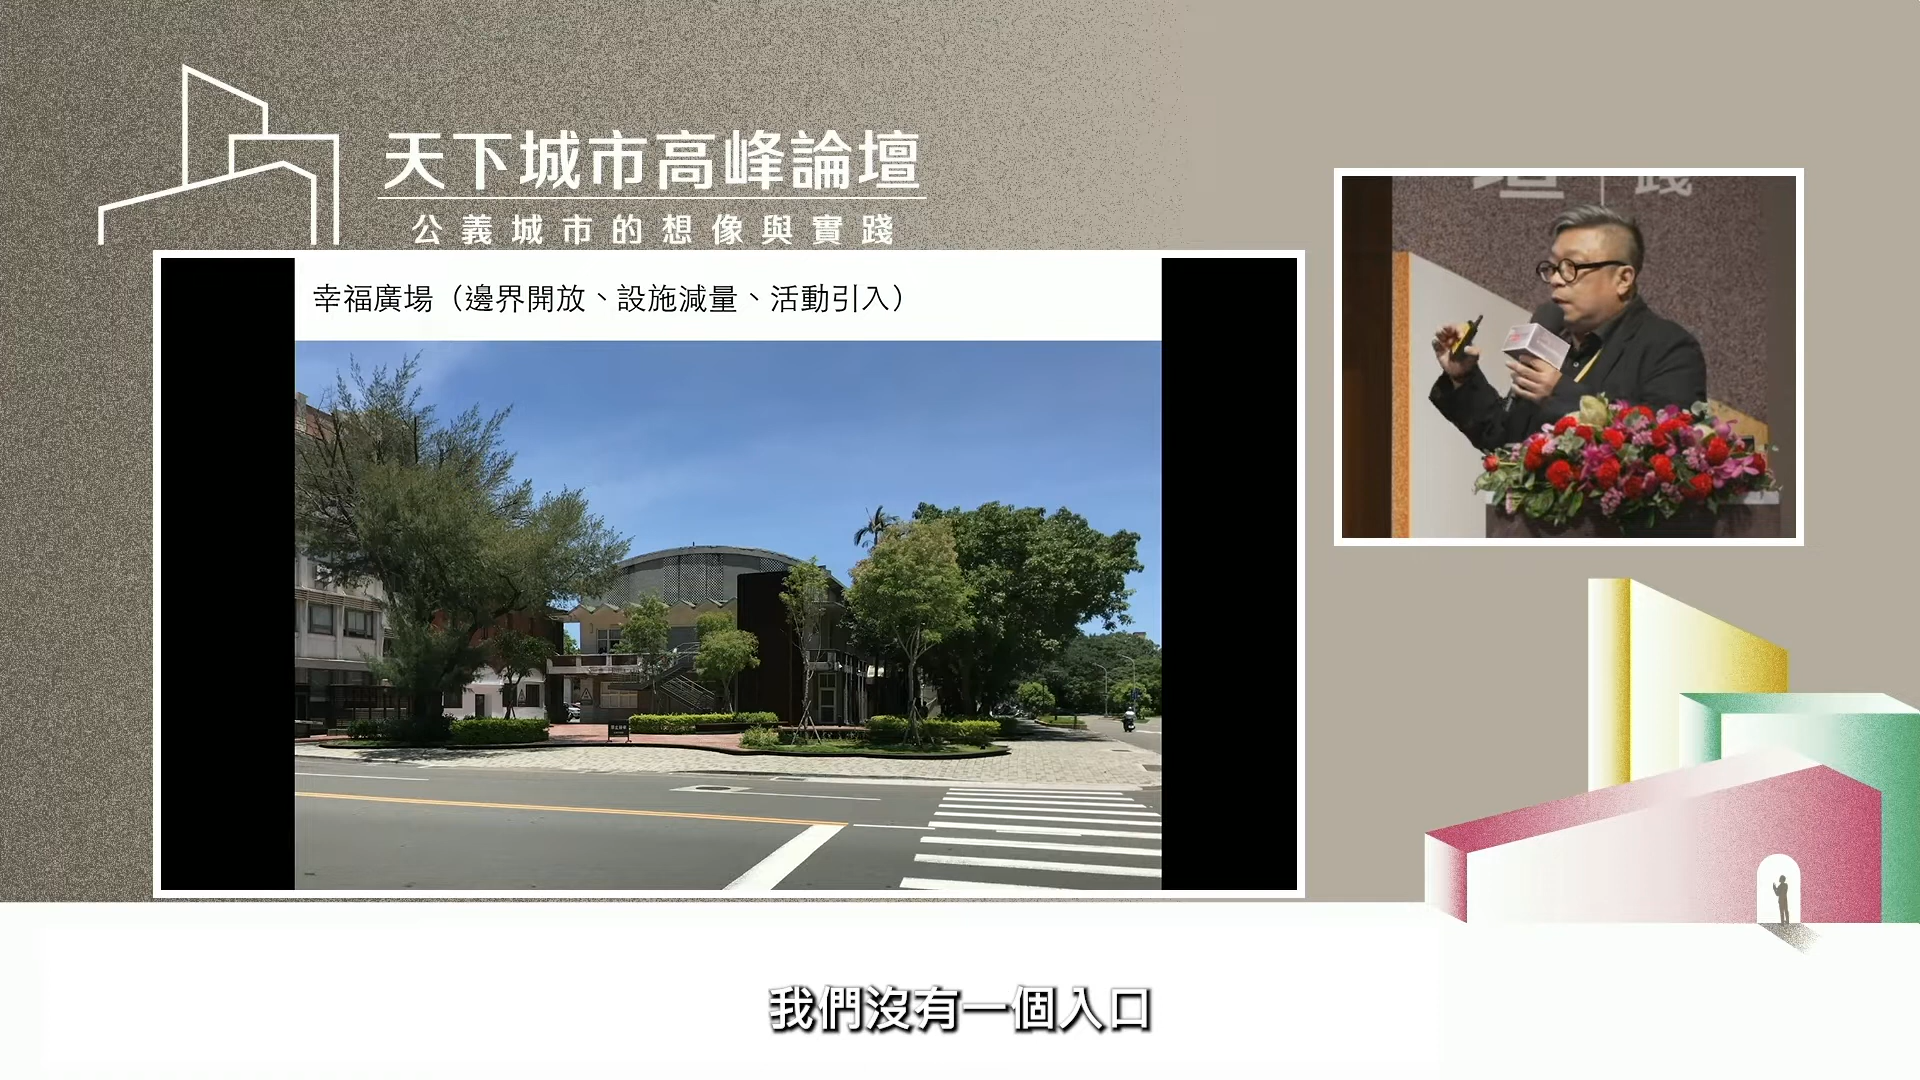 天下城市高峰論壇
公義城市的想像與實踐
幸福廣場（邊界開放、設施減量、活動引入）
壇 踐
我們沒有一個入口